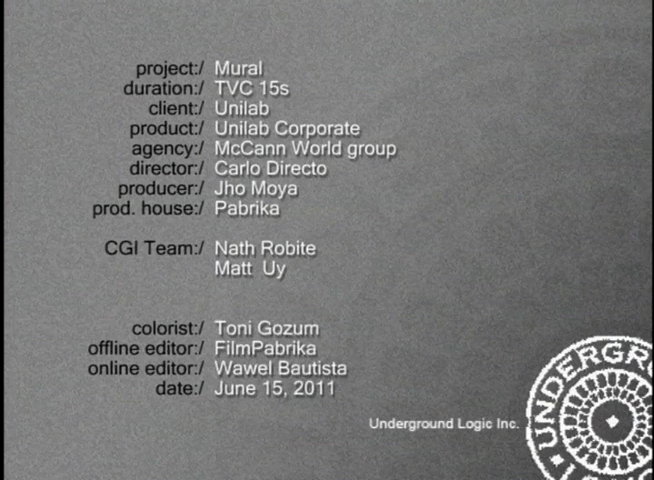 project:/ Mural
duration:/ TVC 15s
client:/ Unilab
product:/ Unilab Corporate
agency:/ McCann World group
director:/ Carlo Directo
producer:/ Jho Moya
prod. house:/ Pabrika
CGI Team:/ Nath Robite
Matt Uy
colorist:/ Toni Gozum
offline editor:/ FilmPabrika
online editor:/ Wawel Bautista
date:/ June 15, 2011
Underground Logic Inc.
UNDERGR